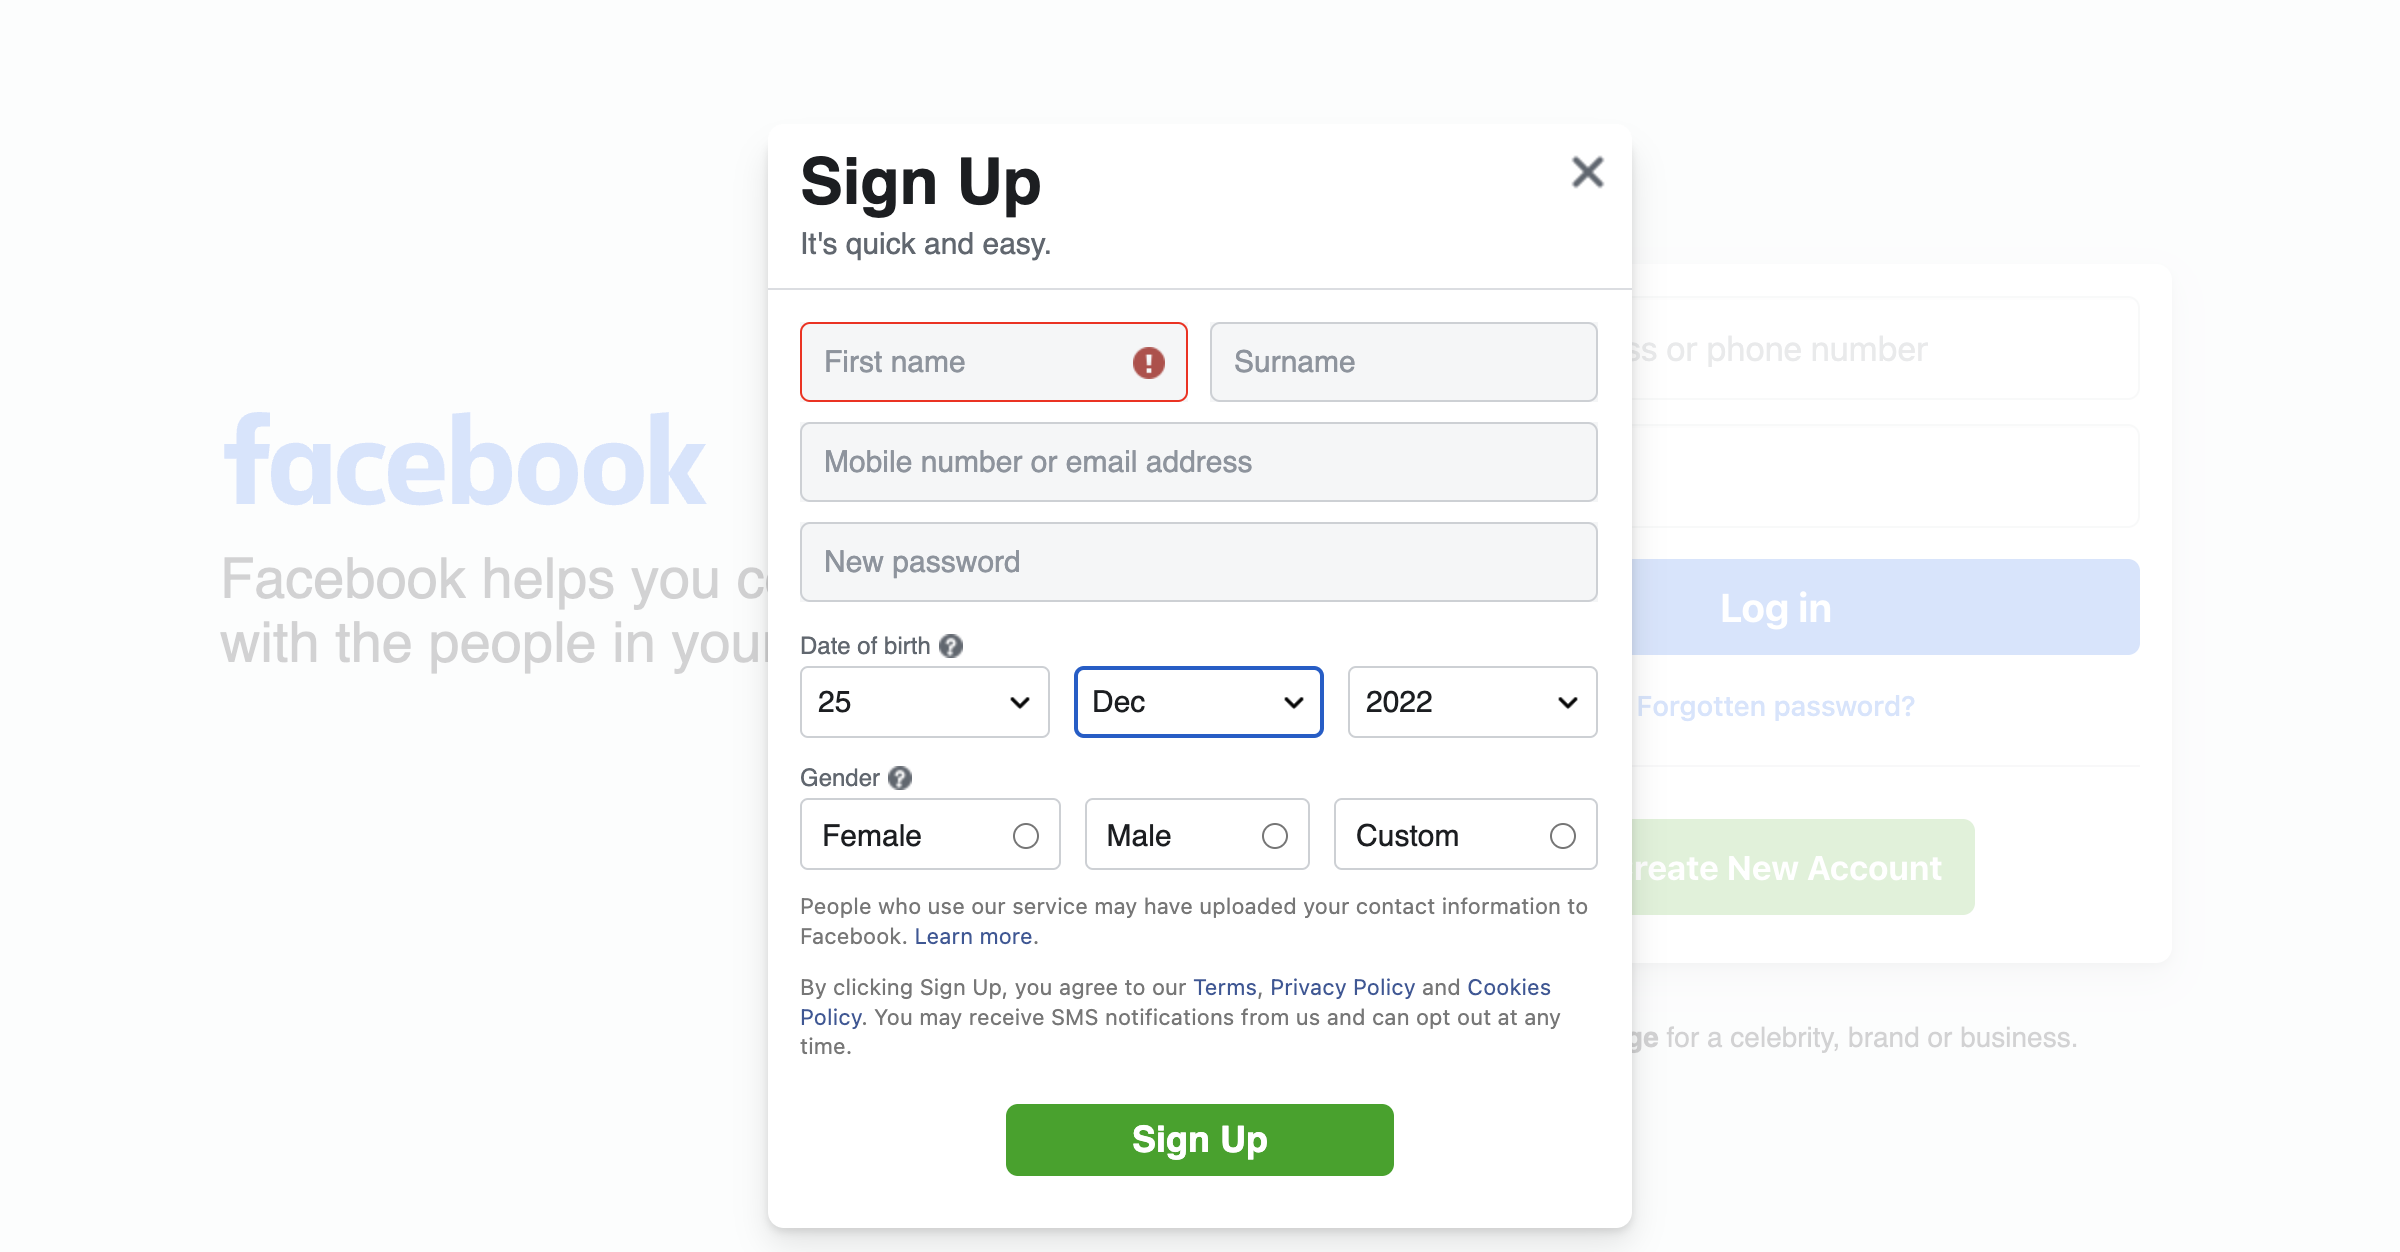 Sign Up
It's quick and easy.
First name
Surname
Mobile number or email address
New password
Date of birth
25
Dec
2022
Gender
Female
Male
Custom
People who use our service may have uploaded your contact information to
Facebook. Learn more.
By clicking Sign Up, you agree to our Terms, Privacy Policy and Cookies
Policy. You may receive SMS notifications from us and can opt out at any
time.
Sign Up
facebook
Facebook helps you
with the people in your
or phone number
Log in
Forgotten password?
New Account
for a celebrity, brand or business.